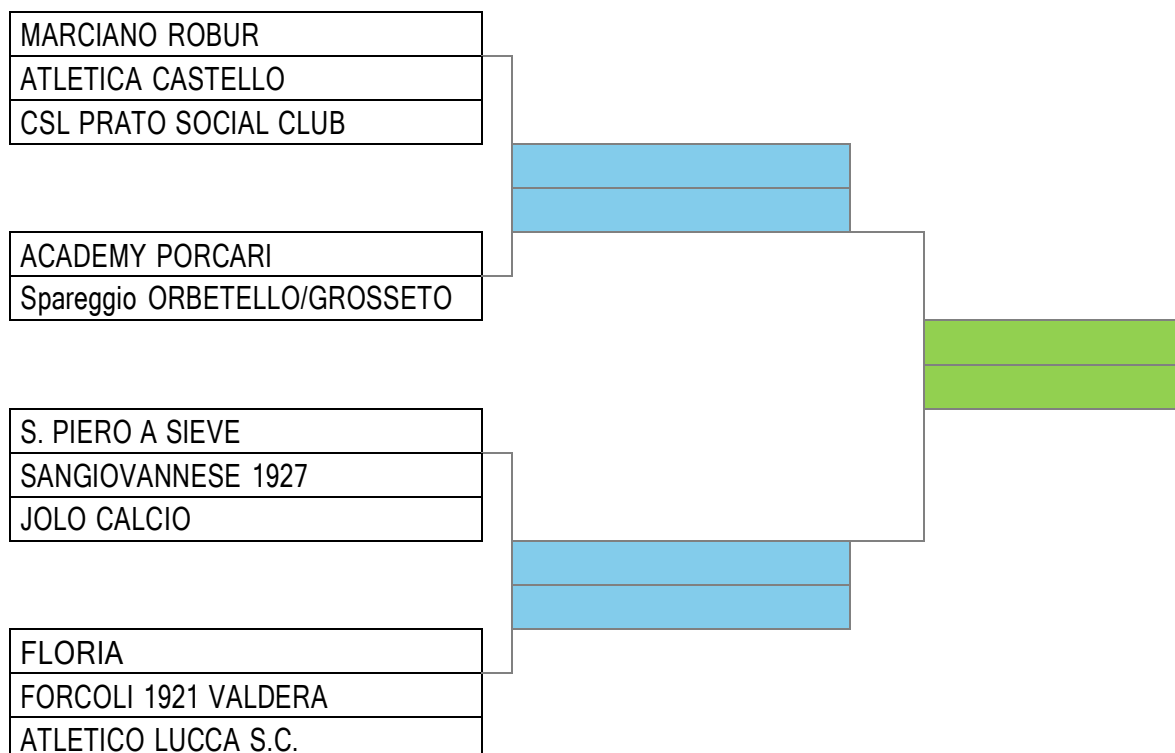 MARCIANO ROBUR
ATLETICA CASTELLO
CSL PRATO SOCIAL CLUB
ACADEMY PORCARI
Spareggio ORBETELLO/GROSSETO
S. PIERO A SIEVE
SANGIOVANNESE 1927
JOLO CALCIO
FLORIA
FORCOLI 1921 VALDERA
ATLETICO LUCCA S.C.